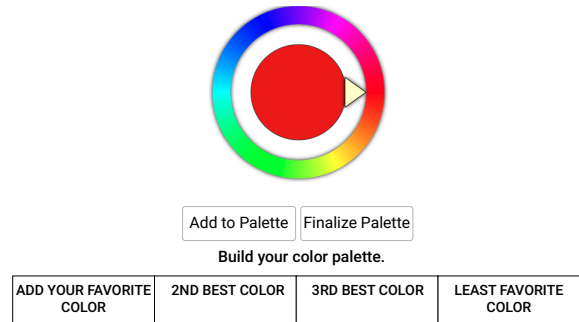 Add to Palette
Finalize Palette
Build your color palette.
ADD YOUR FAVORITE
COLOR
2ND BEST COLOR
3RD BEST COLOR
LEAST FAVORITE
COLOR